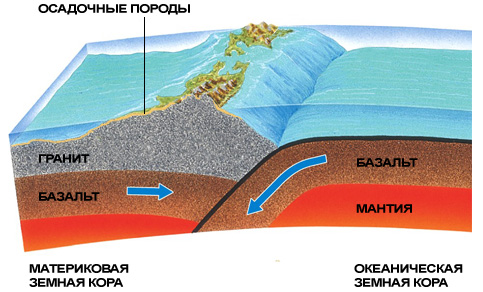 ОСАДОЧНЫЕ ПОРОДЫ
ГРАНИТ
БАЗАЛЬТ
БАЗАЛЬТ
МАНТИЯ
МАТЕРИКОВАЯ
ЗЕМНАЯ КОРА
ОКЕАНИЧЕСКАЯ
ЗЕМНАЯ КОРА